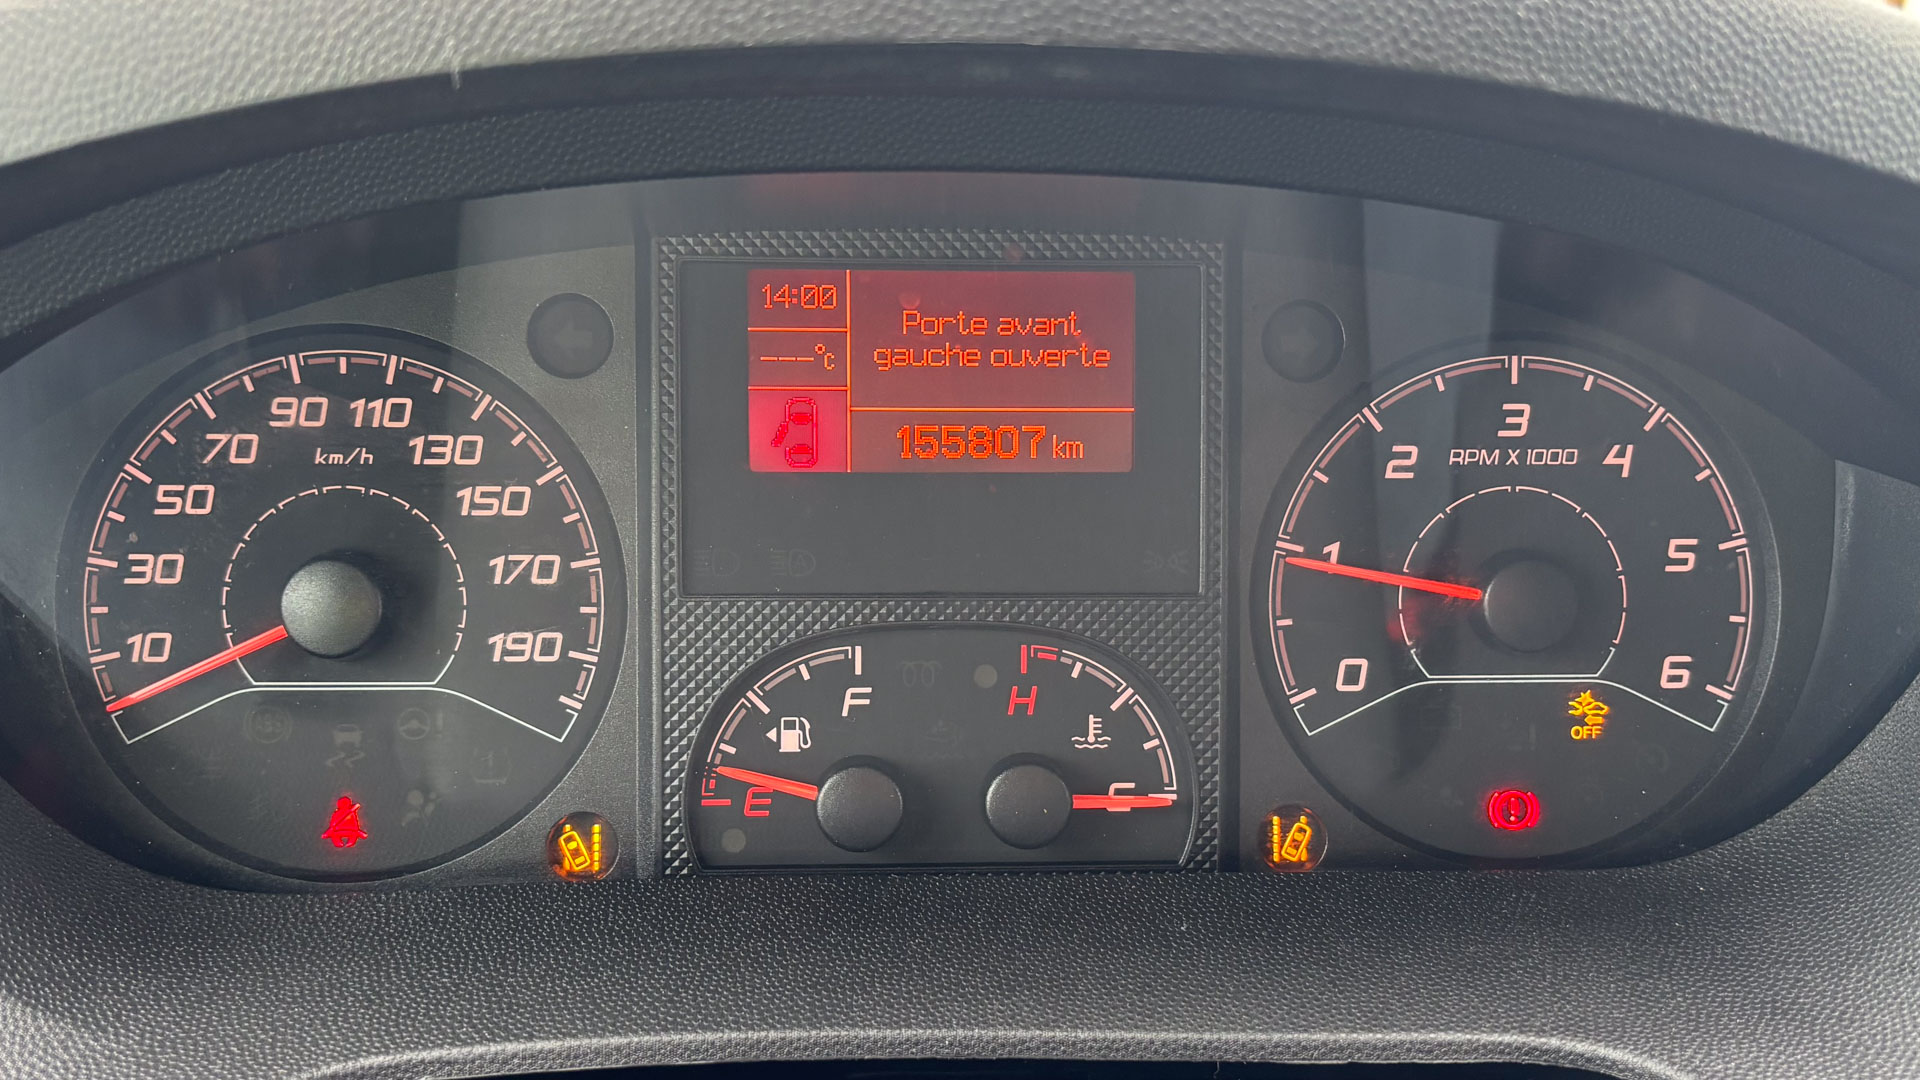 14:00
---°c
Porte avant
gauche ouverte
155807 km
10
30
50
70
90
110
130
150
170
190
km/h
0
1
2
3
4
5
6
RPM X 1000
F
E
H
C
OFF